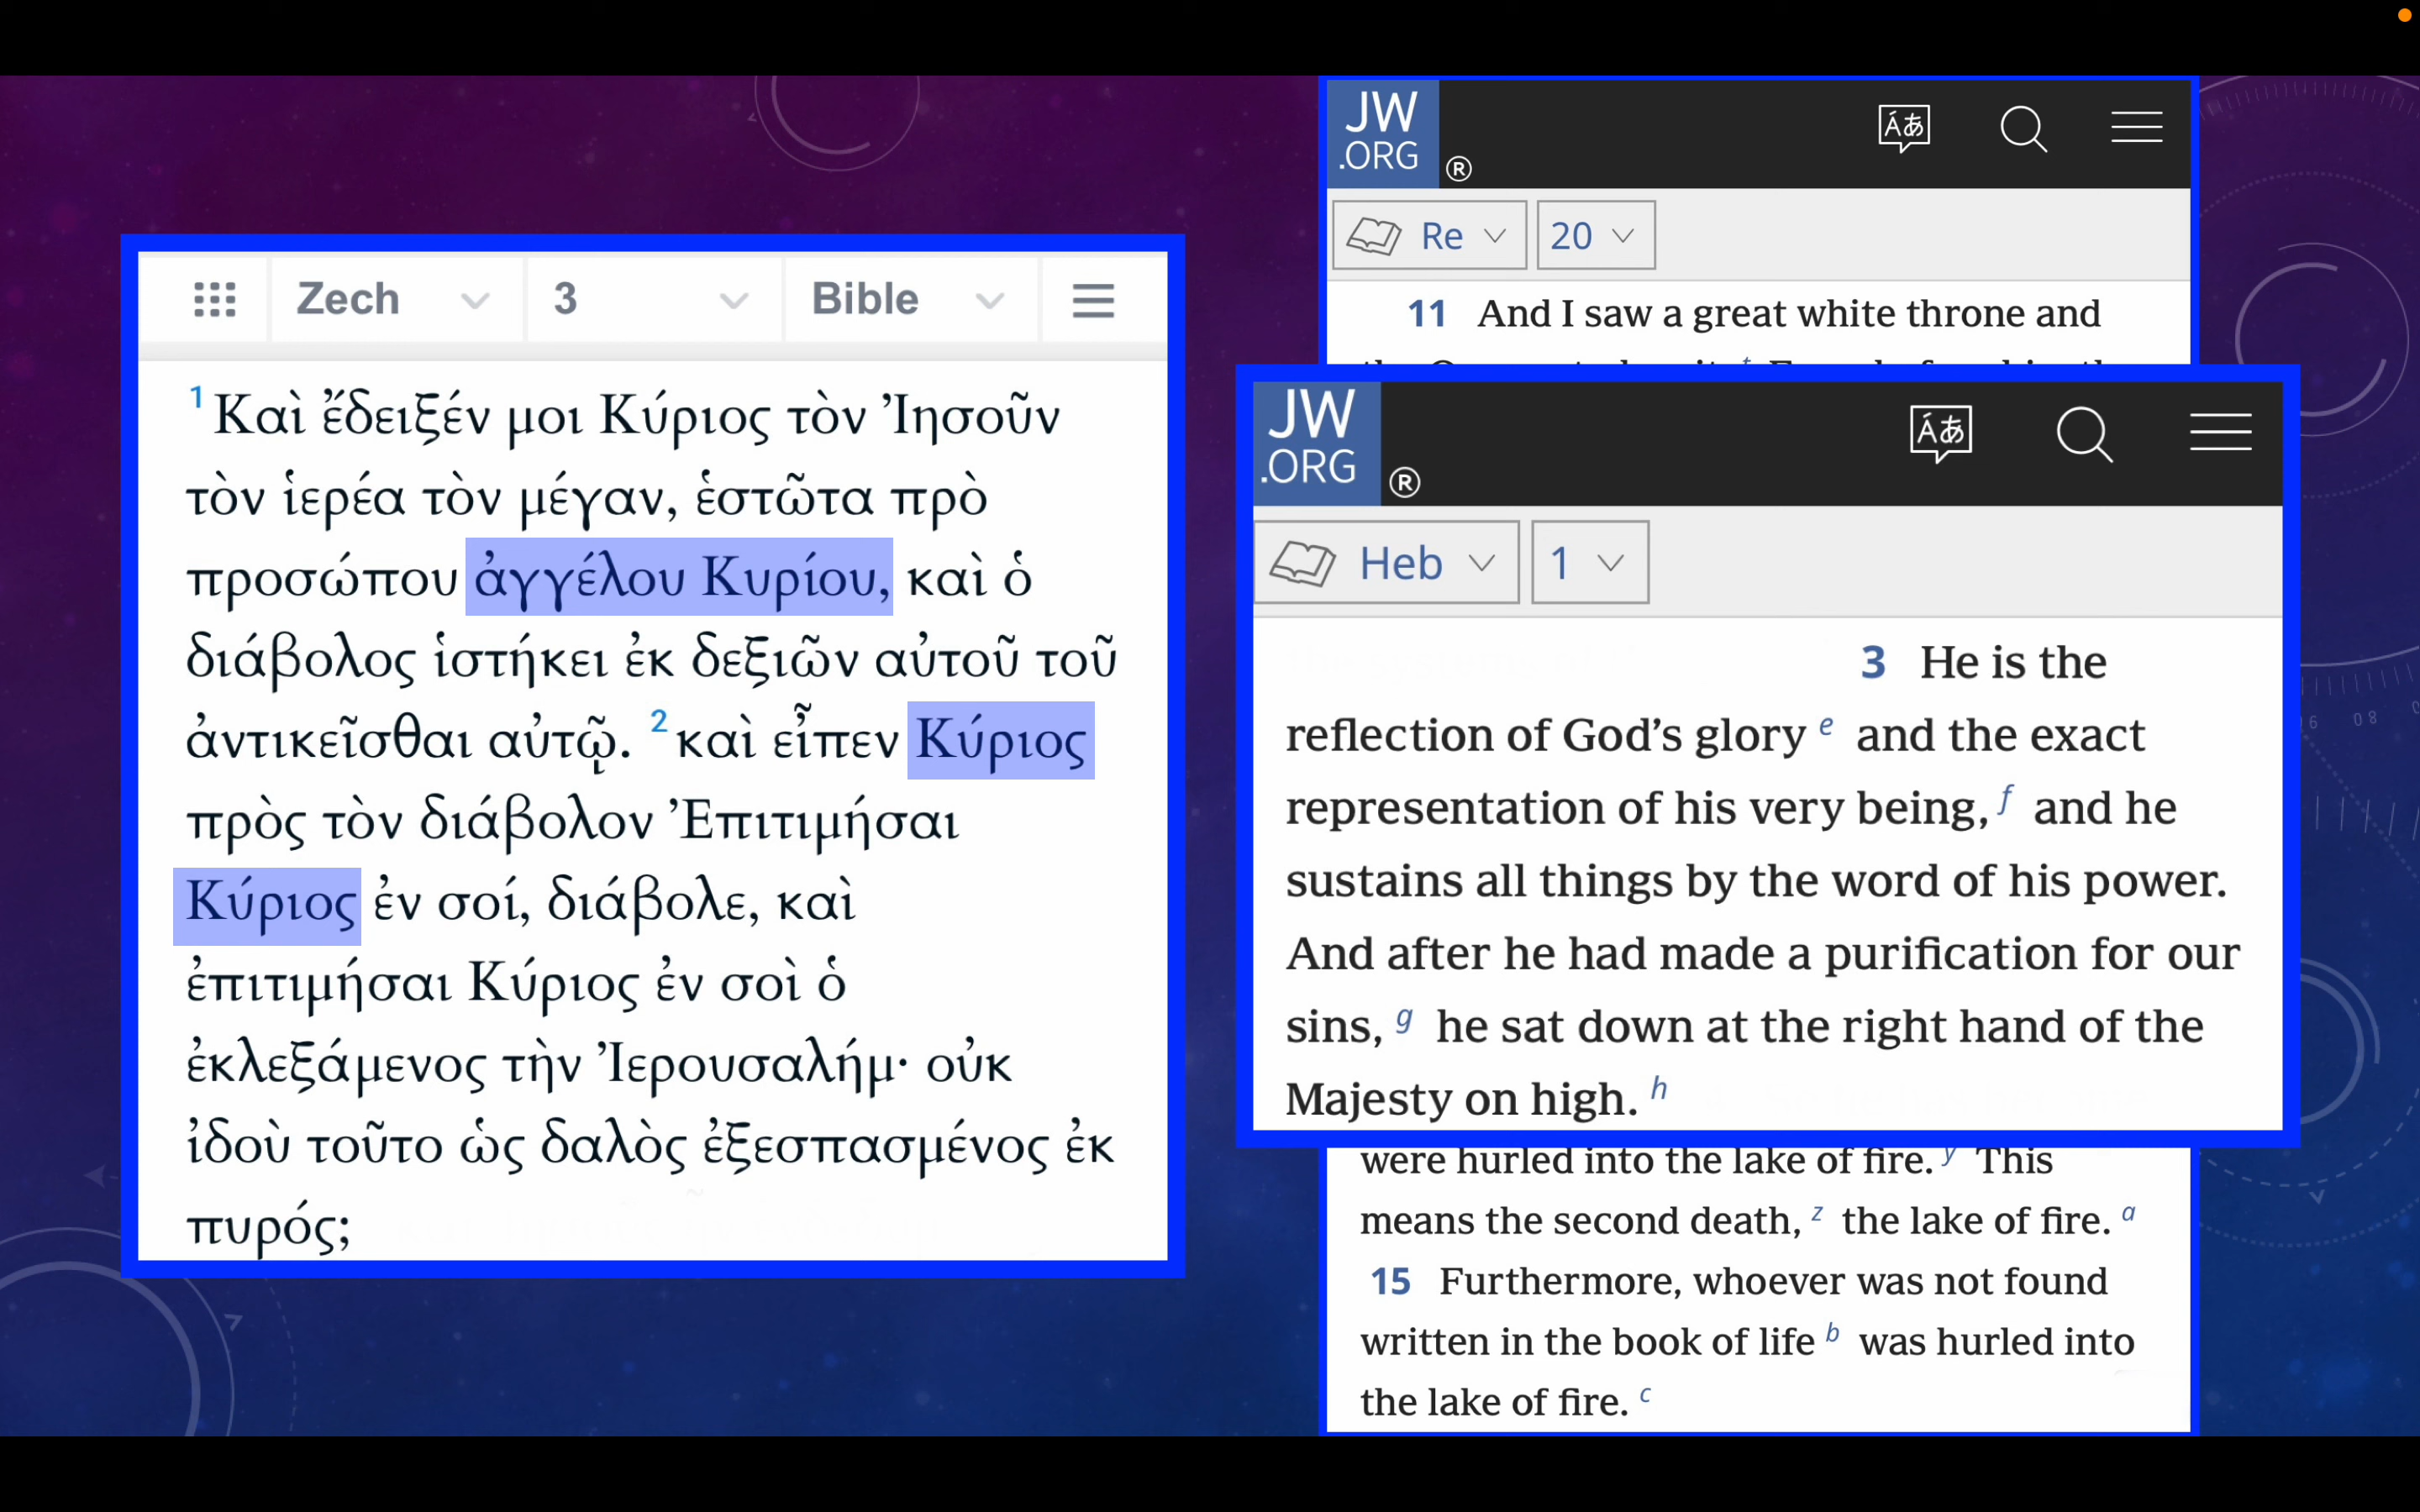 Zech 3 Bible
1 Καὶ ἔδειξέν μοι Κύριος τὸν Ἰησοῦν
τὸν ἱερέα τὸν μέγαν, ἑστῶτα πρὸ
προσώπου ἀγγέλου Κυρίου, καὶ ὁ
διάβολος ἱστήκει ἐκ δεξιῶν αὐτοῦ τοῦ
ἀντικεῖσθαι αὐτῷ. 2 καὶ εἶπεν Κύριος
πρὸς τὸν διάβολον Ἐπιτιμήσαι
Κύριος ἐν σοί, διάβολε, καὶ
ἐπιτιμήσαι Κύριος ἐν σοὶ ὁ
ἐκλεξάμενος τὴν Ἰερουσαλήμ· οὐκ
ἰδοὺ τοῦτο ὡς δαλὸς ἐξεσπασμένος ἐκ
πυρός;
JW
.ORG ®
Áあ
Re 20
11 And I saw a great white throne and
JW
.ORG ®
Áあ
Heb 1
3 He is the
reflection of God’s glory e and the exact
representation of his very being, f and he
sustains all things by the word of his power.
And after he had made a purification for our
sins, g he sat down at the right hand of the
Majesty on high. h
were hurled into the lake of fire. y This
means the second death, z the lake of fire. a
15 Furthermore, whoever was not found
written in the book of life b was hurled into
the lake of fire. c